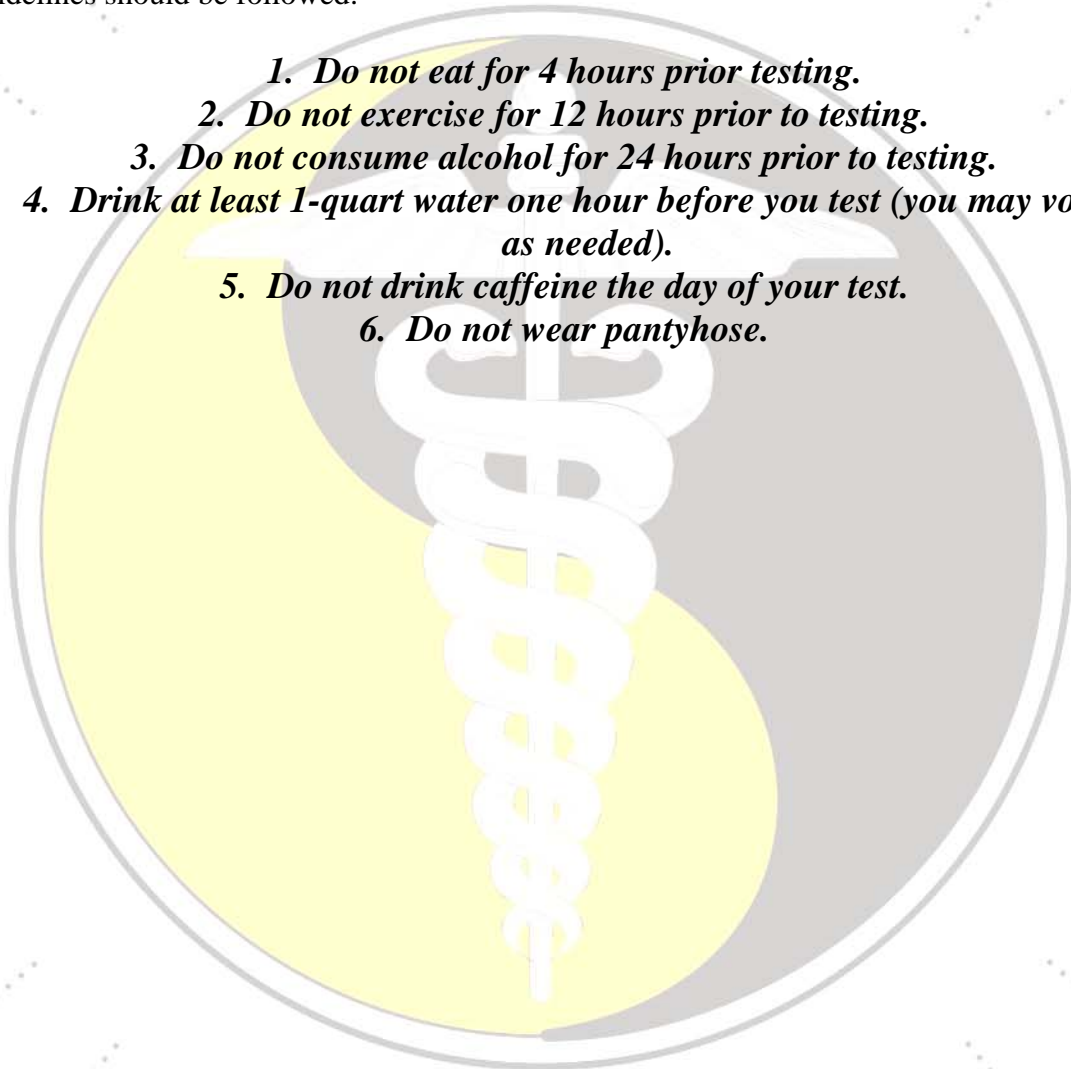 should be followed.
1. Do not eat for 4 hours prior testing.
2. Do not exercise for 12 hours prior to testing.
3. Do not consume alcohol for 24 hours prior to testing.
4. Drink at least 1-quart water one hour before you test (you may
as needed).
5. Do not drink caffeine the day of your test.
6. Do not wear pantyhose.